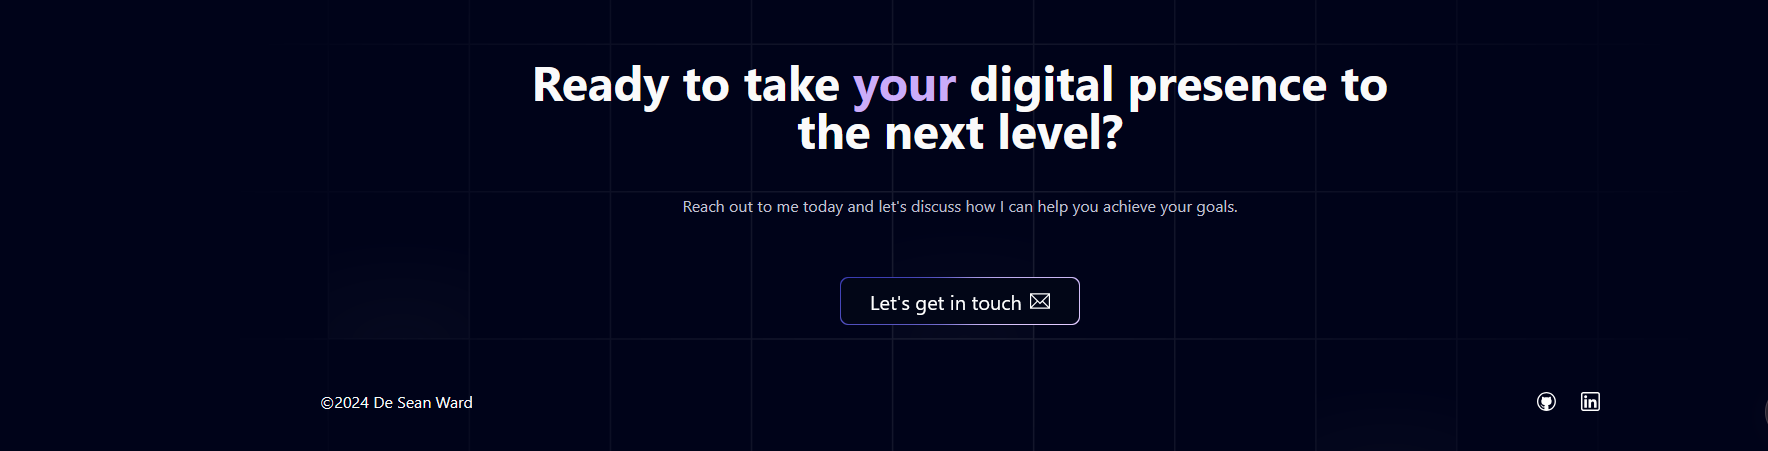 Ready to take your digital presence to
the next level?
Reach out to me today and let's discuss how I can help you achieve your goals.
Let's get in touch
©2024 De Sean Ward
in